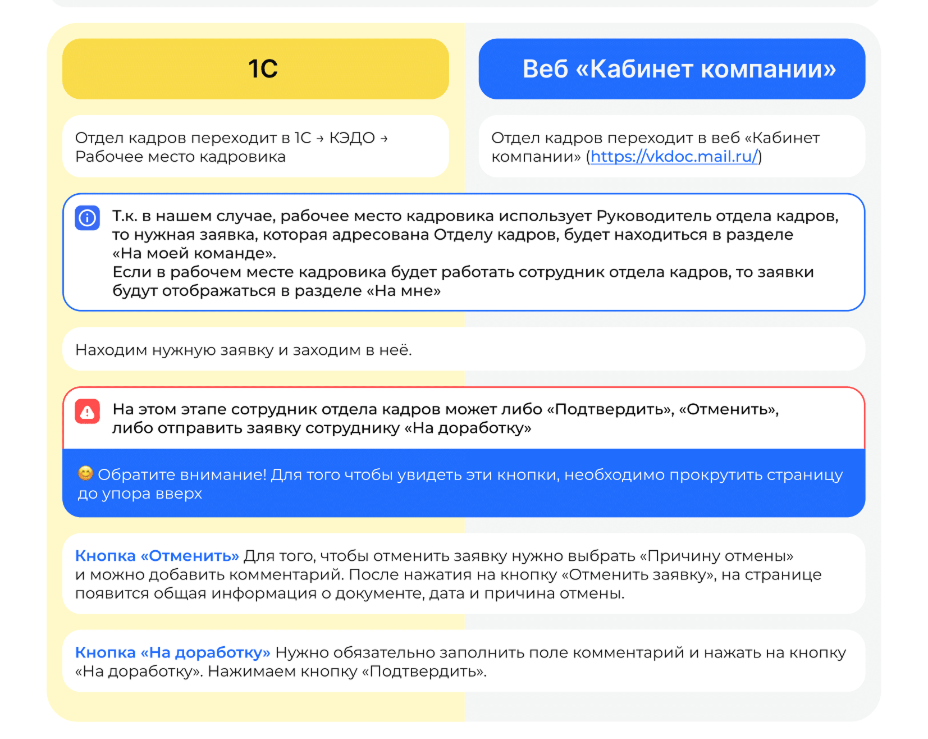 1С
Веб «Кабинет компании»
Отдел кадров переходит в 1С → КЭДО →
Рабочее место кадровика
Отдел кадров переходит в веб «Кабинет
компании» (https://vkdoc.mail.ru/)
Т.к. в нашем случае, рабочее место кадровика использует Руководитель отдела кадров,
то нужная заявка, которая адресована Отделу кадров, будет находиться в разделе
«На моей команде».
Если в рабочем месте кадровика будет работать сотрудник отдела кадров, то заявки
будут отображаться в разделе «На мне»
Находим нужную заявку и заходим в неё.
На этом этапе сотрудник отдела кадров может либо «Подтвердить», «Отменить»,
либо отправить заявку сотруднику «На доработку»
😊 Обратите внимание! Для того чтобы увидеть эти кнопки, необходимо прокрутить страницу
до упора вверх
Кнопка «Отменить» Для того, чтобы отменить заявку нужно выбрать «Причину отмены»
и можно добавить комментарий. После нажатия на кнопку «Отменить заявку», на странице
появится общая информация о документе, дата и причина отмены.
Кнопка «На доработку» Нужно обязательно заполнить поле комментарий и нажать на кнопку
«На доработку». Нажимаем кнопку «Подтвердить».